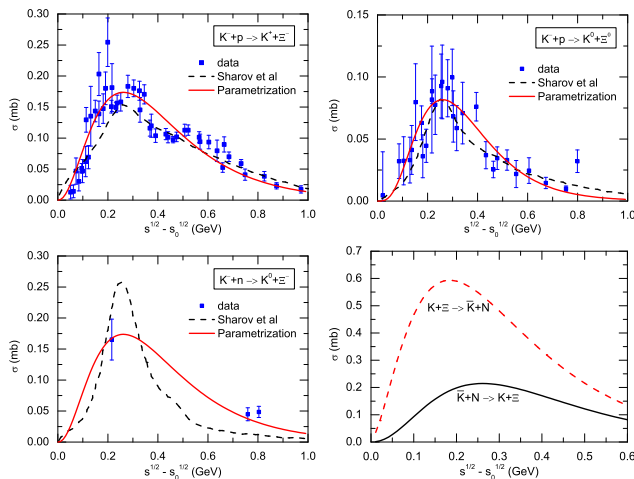 K⁻+p -> K⁺+Ξ⁻
data
Sharov et al
Parametrization
σ (mb)
0.30
0.25
0.20
0.15
0.10
0.05
0.00
0.0 0.2 0.4 0.6 0.8 1.0
s^1/2 - s₀^1/2 (GeV)
K⁻+p -> K⁰+Ξ⁰
data
Sharov et al
Parametrization
σ (mb)
0.15
0.10
0.05
0.00
0.0 0.2 0.4 0.6 0.8 1.0
s^1/2 - s₀^1/2 (GeV)
K⁻+n -> K⁰+Ξ⁻
data
Sharov et al
Parametrization
σ (mb)
0.30
0.25
0.20
0.15
0.10
0.05
0.00
0.0 0.2 0.4 0.6 0.8 1.0
s^1/2 - s₀^1/2 (GeV)
K+Ξ -> K̅+N
K̅+N -> K+Ξ
σ (mb)
0.7
0.6
0.5
0.4
0.3
0.2
0.1
0.0
0.0 0.1 0.2 0.3 0.4 0.5 0.6
s^1/2 - s₀^1/2 (GeV)